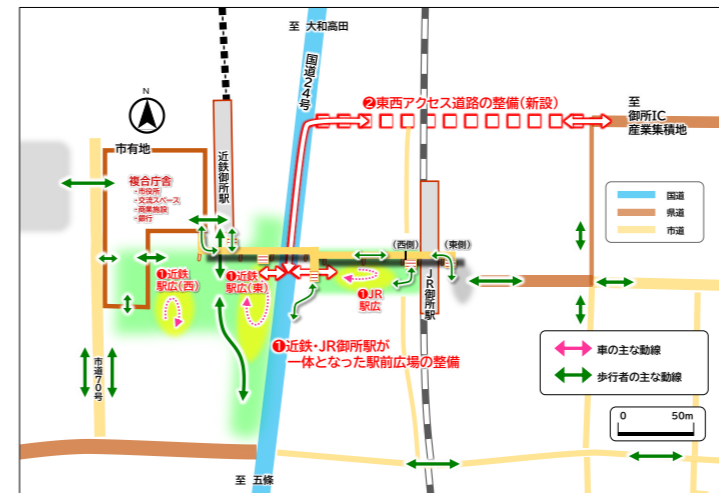 至 大和高田
国道24号
❷東西アクセス道路の整備(新設)
至
御所IC
産業集積地
N
市有地
近鉄御所駅
複合庁舎
・市役所
・交流スペース
・商業施設
・銀行
国道
県道
市道
(西側)
(東側)
❶近鉄
駅広(西)
❶近鉄
駅広(東)
❶JR
駅広
JR御所駅
❶近鉄・JR御所駅が
一体となった駅前広場の整備
市道70号
車の主な動線
歩行者の主な動線
0 50m
至 五條